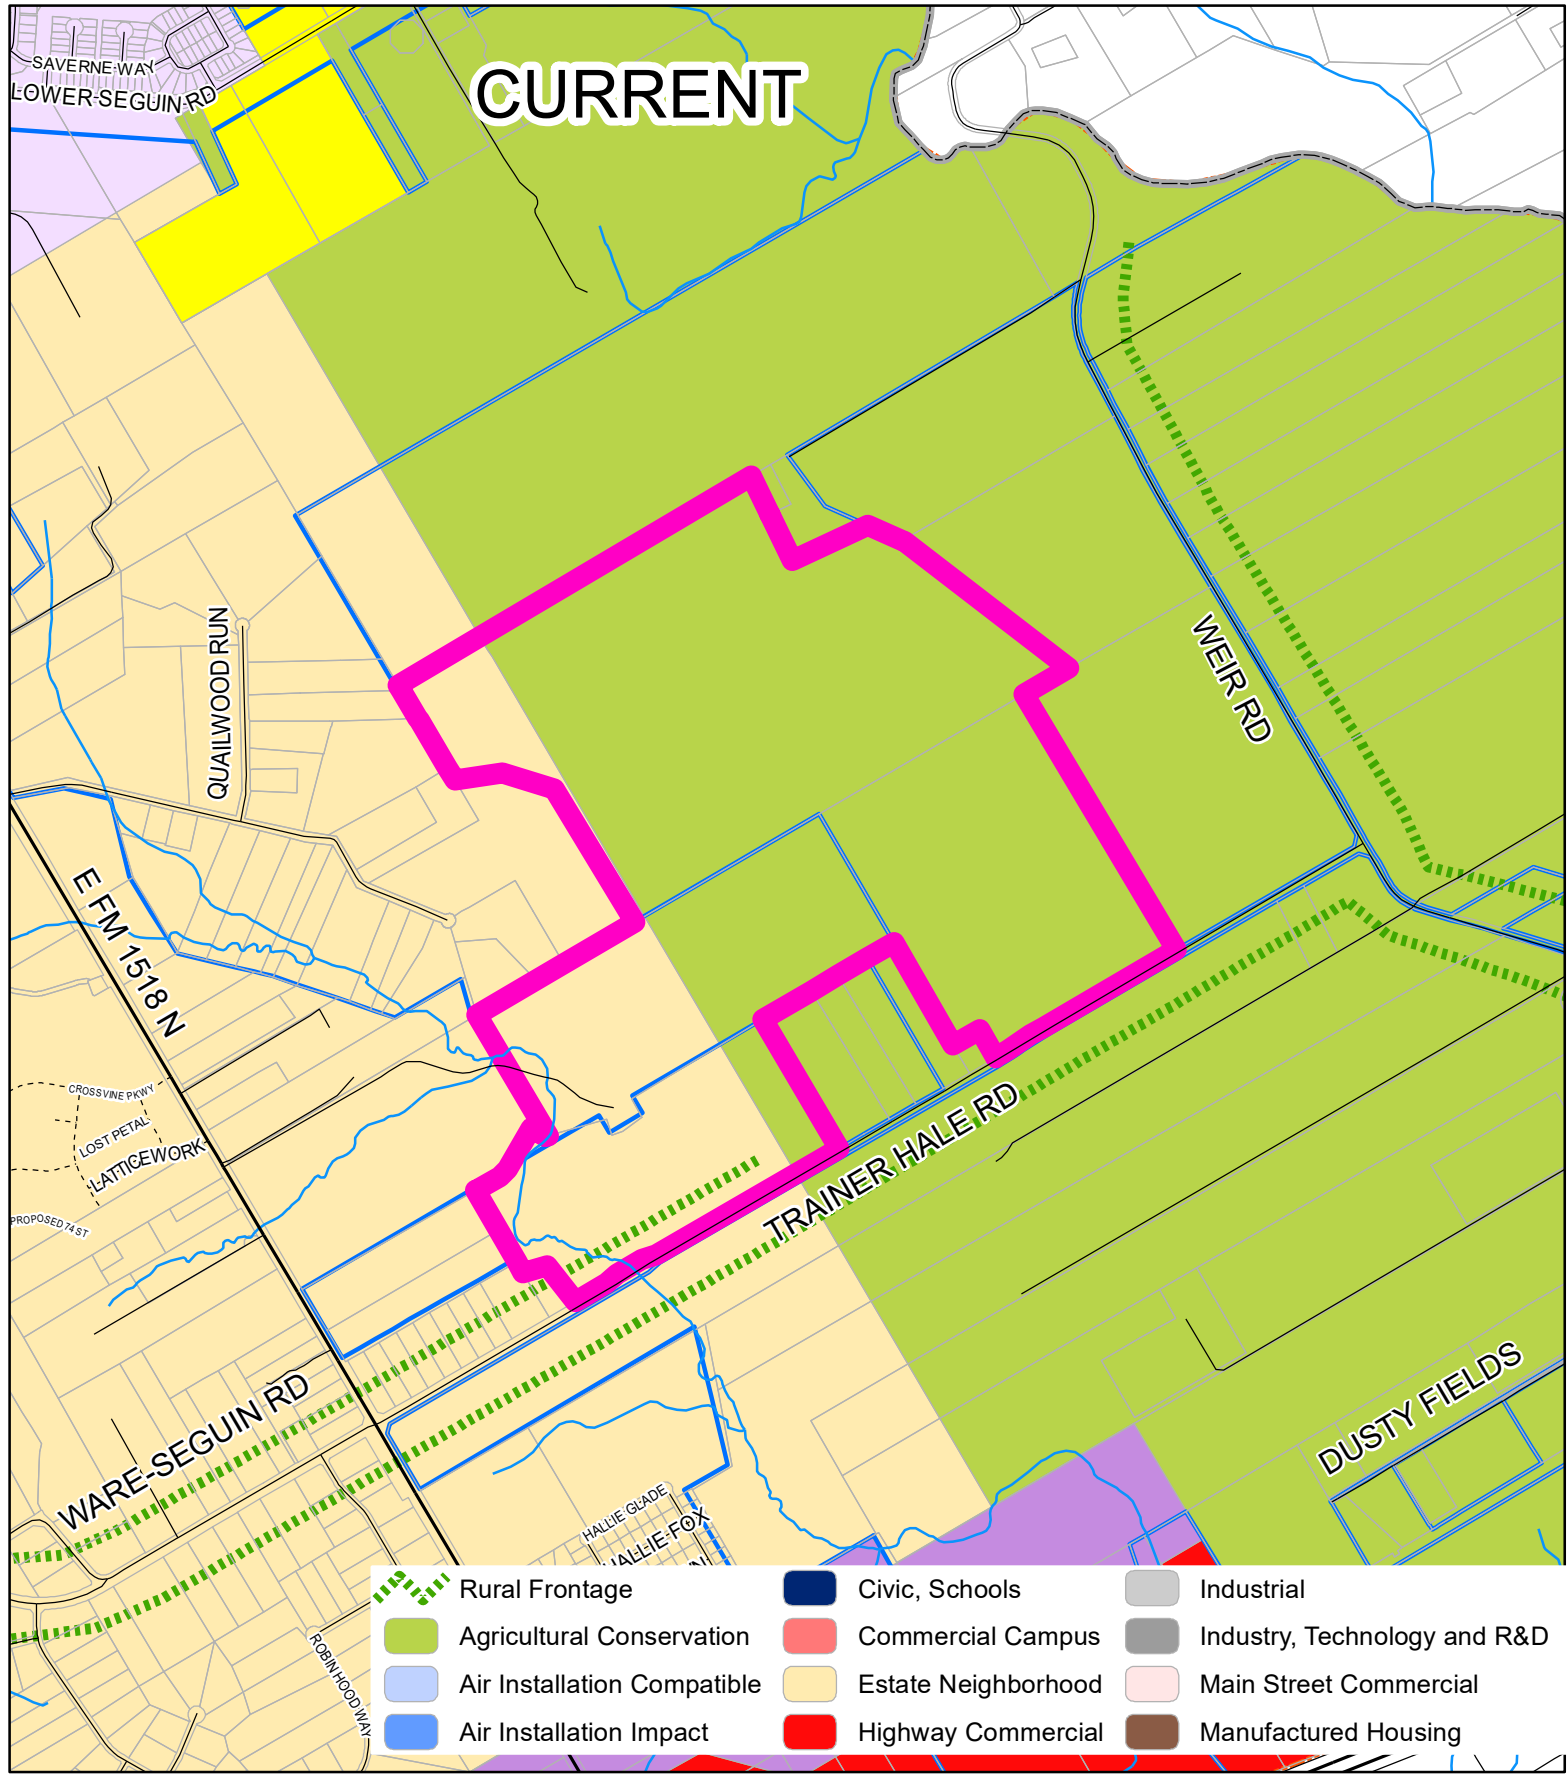 CURRENT
SAVERNE WAY
LOWER SEGUIN RD
QUAILWOOD RUN
WEIR RD
E FM 1518 N
CROSSVINE PKWY
LOST PETAL
LATTICEWORK
PROPOSED 74 ST
TRAINER HALE RD
WARE-SEGUIN RD
DUSTY FIELDS
HALLIE GLADE
HALLIE FOX
ROBIN HOOD WAY
Rural Frontage
Agricultural Conservation
Air Installation Compatible
Air Installation Impact
Civic, Schools
Commercial Campus
Estate Neighborhood
Highway Commercial
Industrial
Industry, Technology and R&D
Main Street Commercial
Manufactured Housing